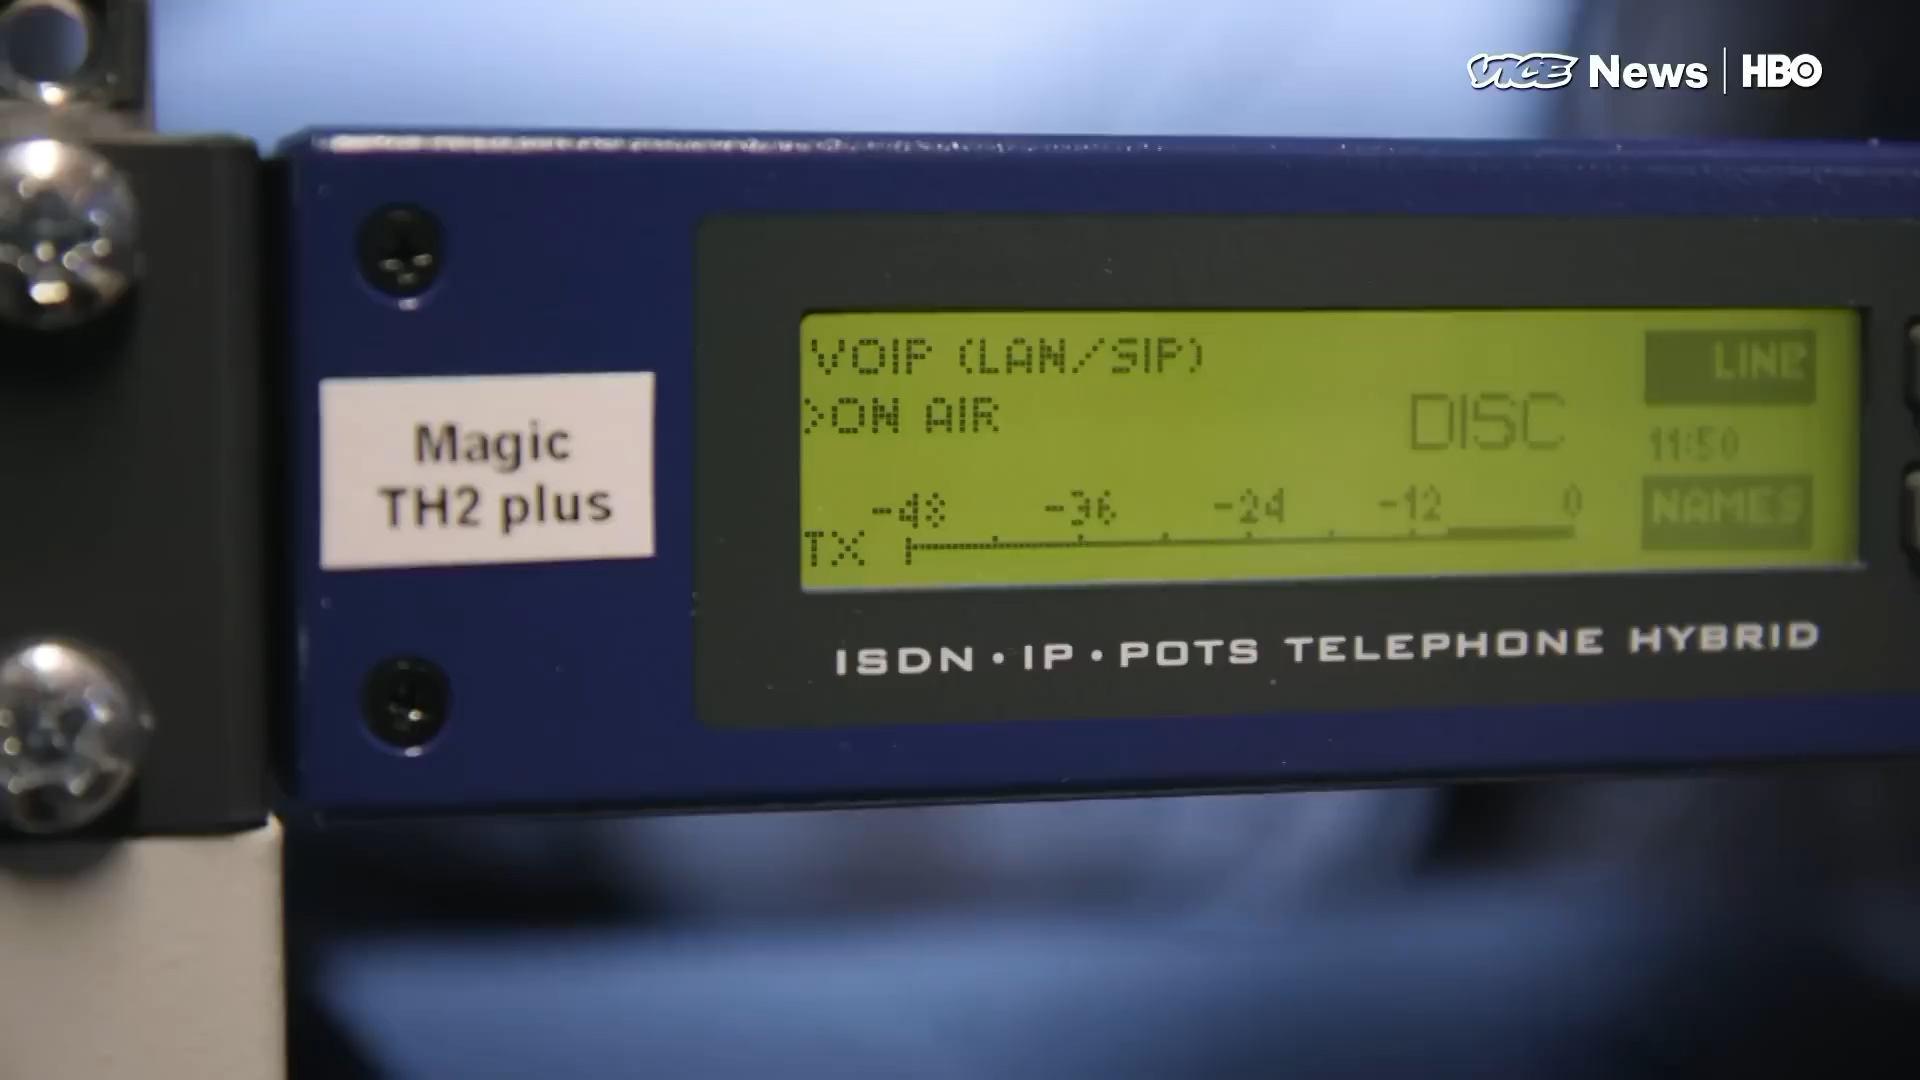 VICE News | HBO
VOIP (LAN/SIP)
LINE
>ON AIR
DISC
11:50
-48 -36 -24 -12 0
NAMES
TX
Magic
TH2 plus
ISDN • IP • POTS TELEPHONE HYBRID